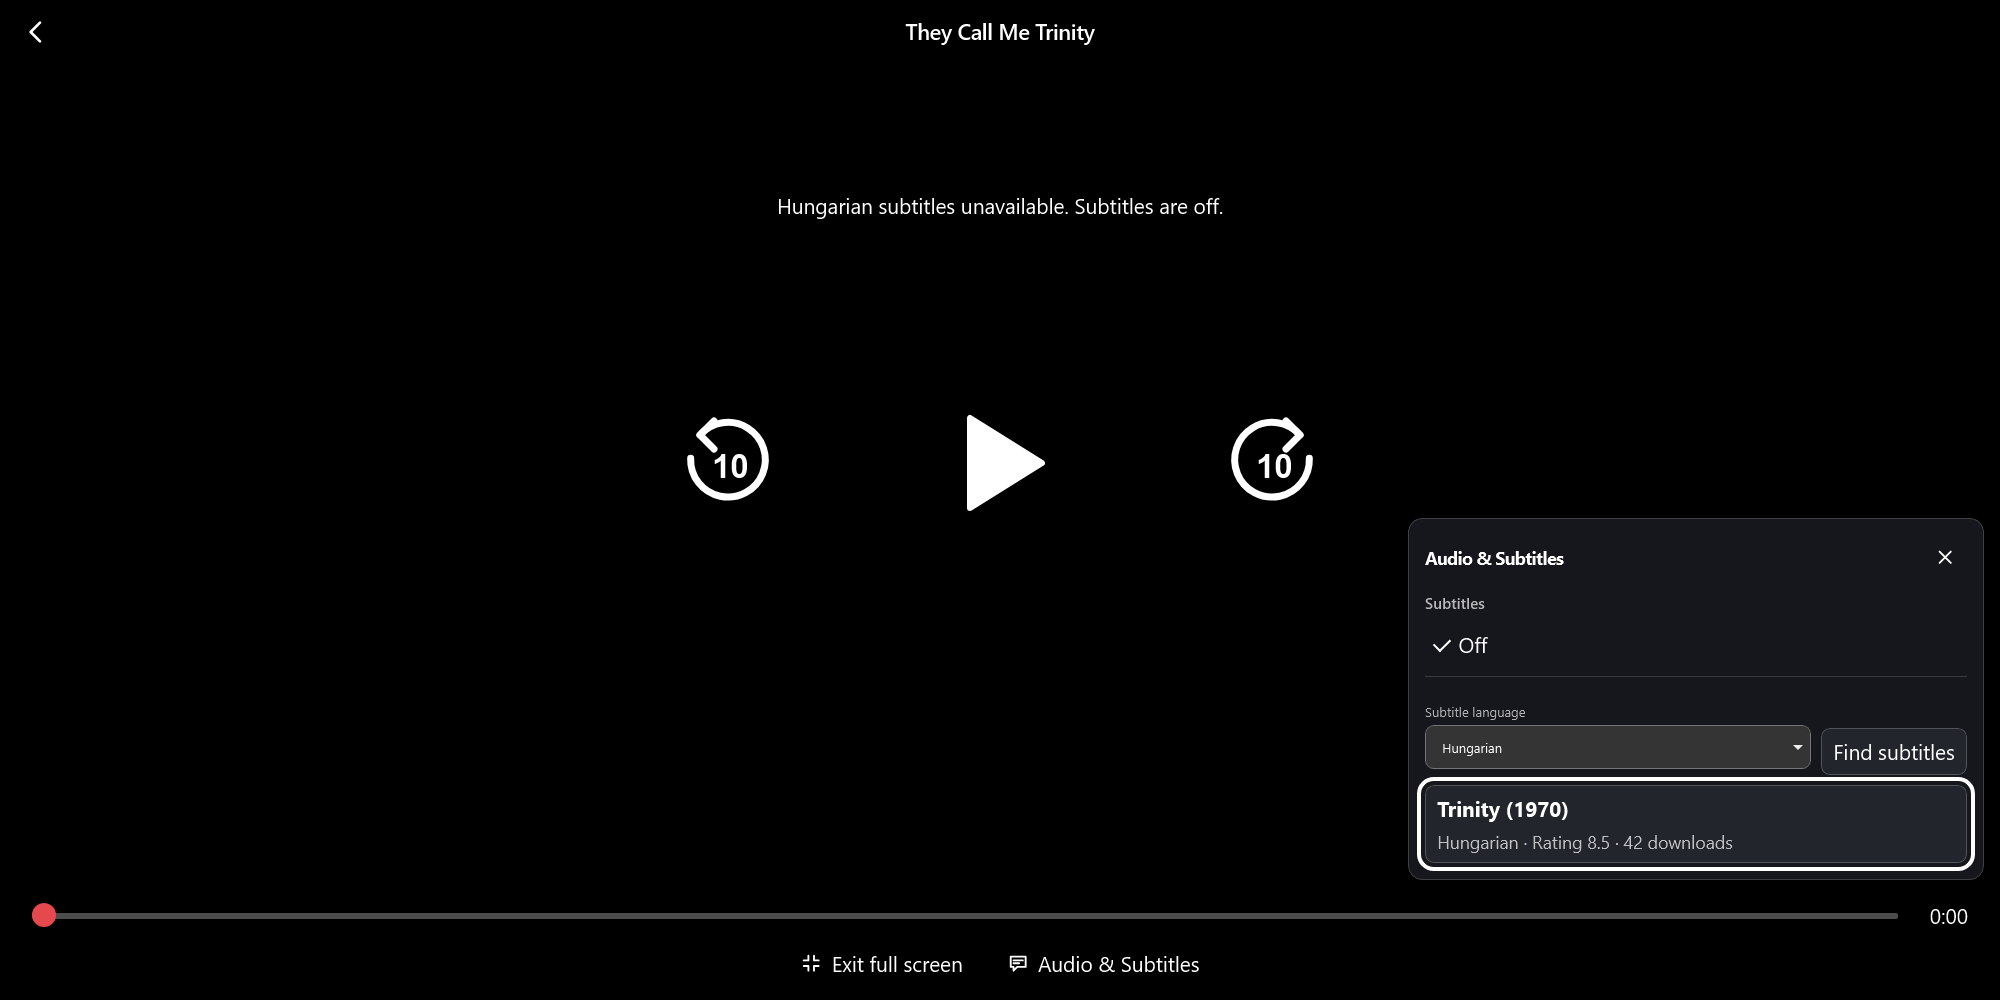 They Call Me Trinity
Hungarian subtitles unavailable. Subtitles are off.
10
10
Audio & Subtitles
Subtitles
Off
Subtitle language
Hungarian
Find subtitles
Trinity (1970)
Hungarian · Rating 8.5 · 42 downloads
0:00
Exit full screen
Audio & Subtitles